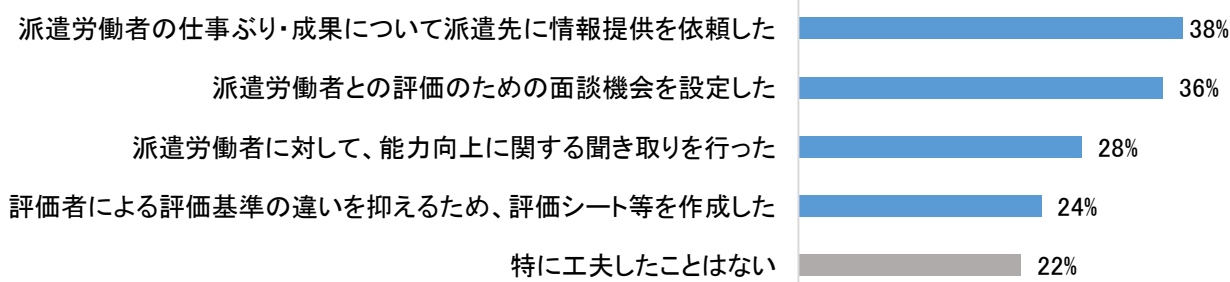 派遣労働者の仕事ぶり・成果について派遣先に情報提供を依頼した 38%
派遣労働者との評価のための面談機会を設定した 36%
派遣労働者に対して、能力向上に関する聞き取りを行った 28%
評価者による評価基準の違いを抑えるため、評価シート等を作成した 24%
特に工夫したことはない 22%